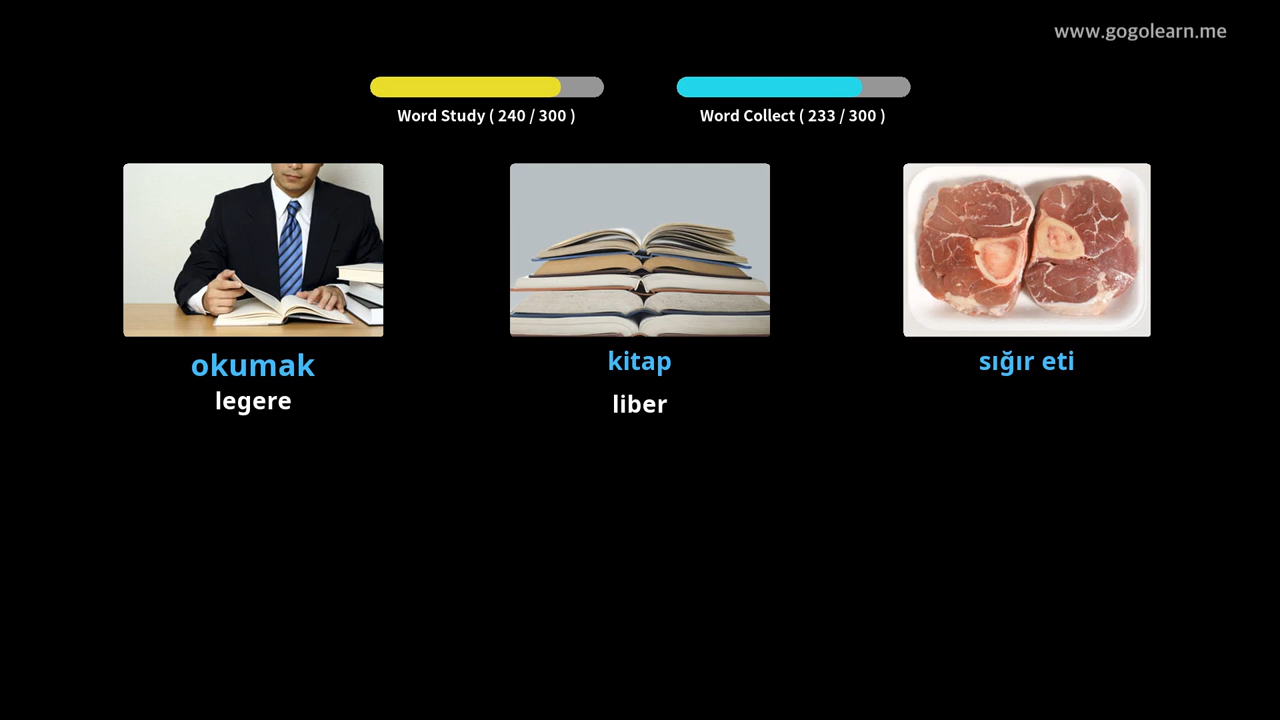 www.gogolearn.me
Word Study ( 240 / 300 )
Word Collect ( 233 / 300 )
okumak
legere
kitap
liber
sığır eti